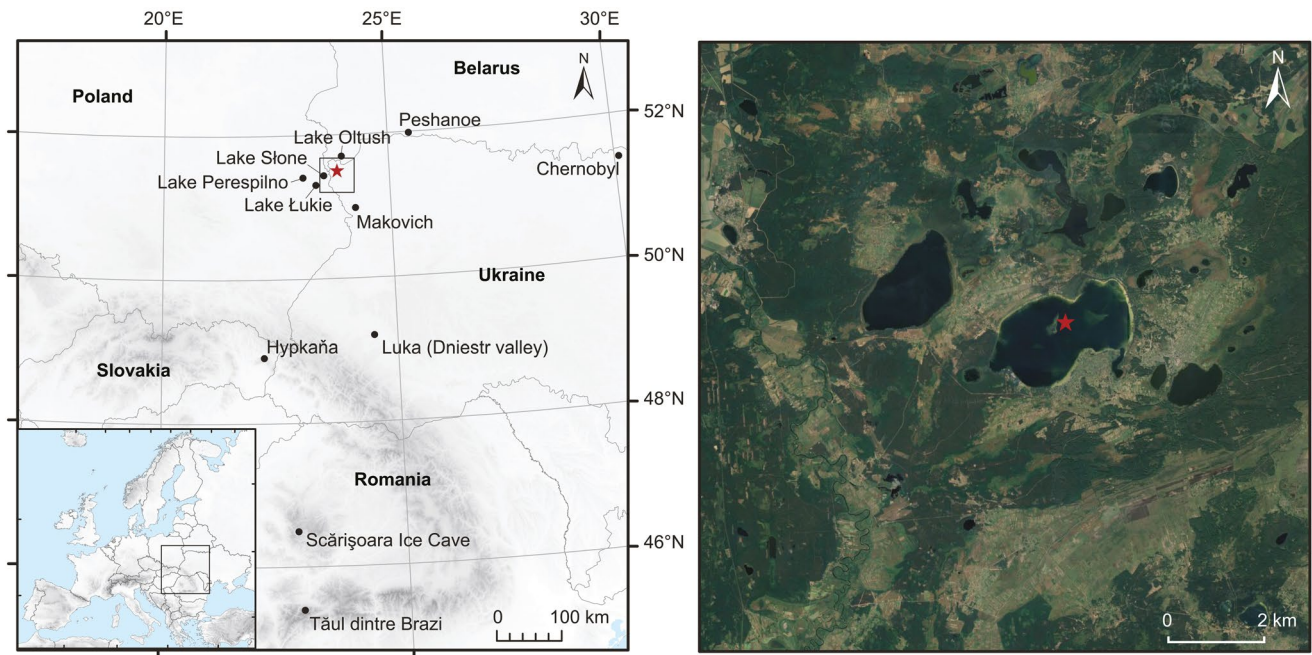 20°E
25°E
30°E
N
Belarus
Poland
52°N
Peshanoe
Lake Oltush
Lake Słone
Chernobyl
Lake Perespilno
Lake Łukie
Makovich
50°N
Ukraine
Hypkaňa
Luka (Dniestr valley)
Slovakia
48°N
Romania
Scărişoara Ice Cave
46°N
0
100 km
Tăul dintre Brazi
N
0
2 km